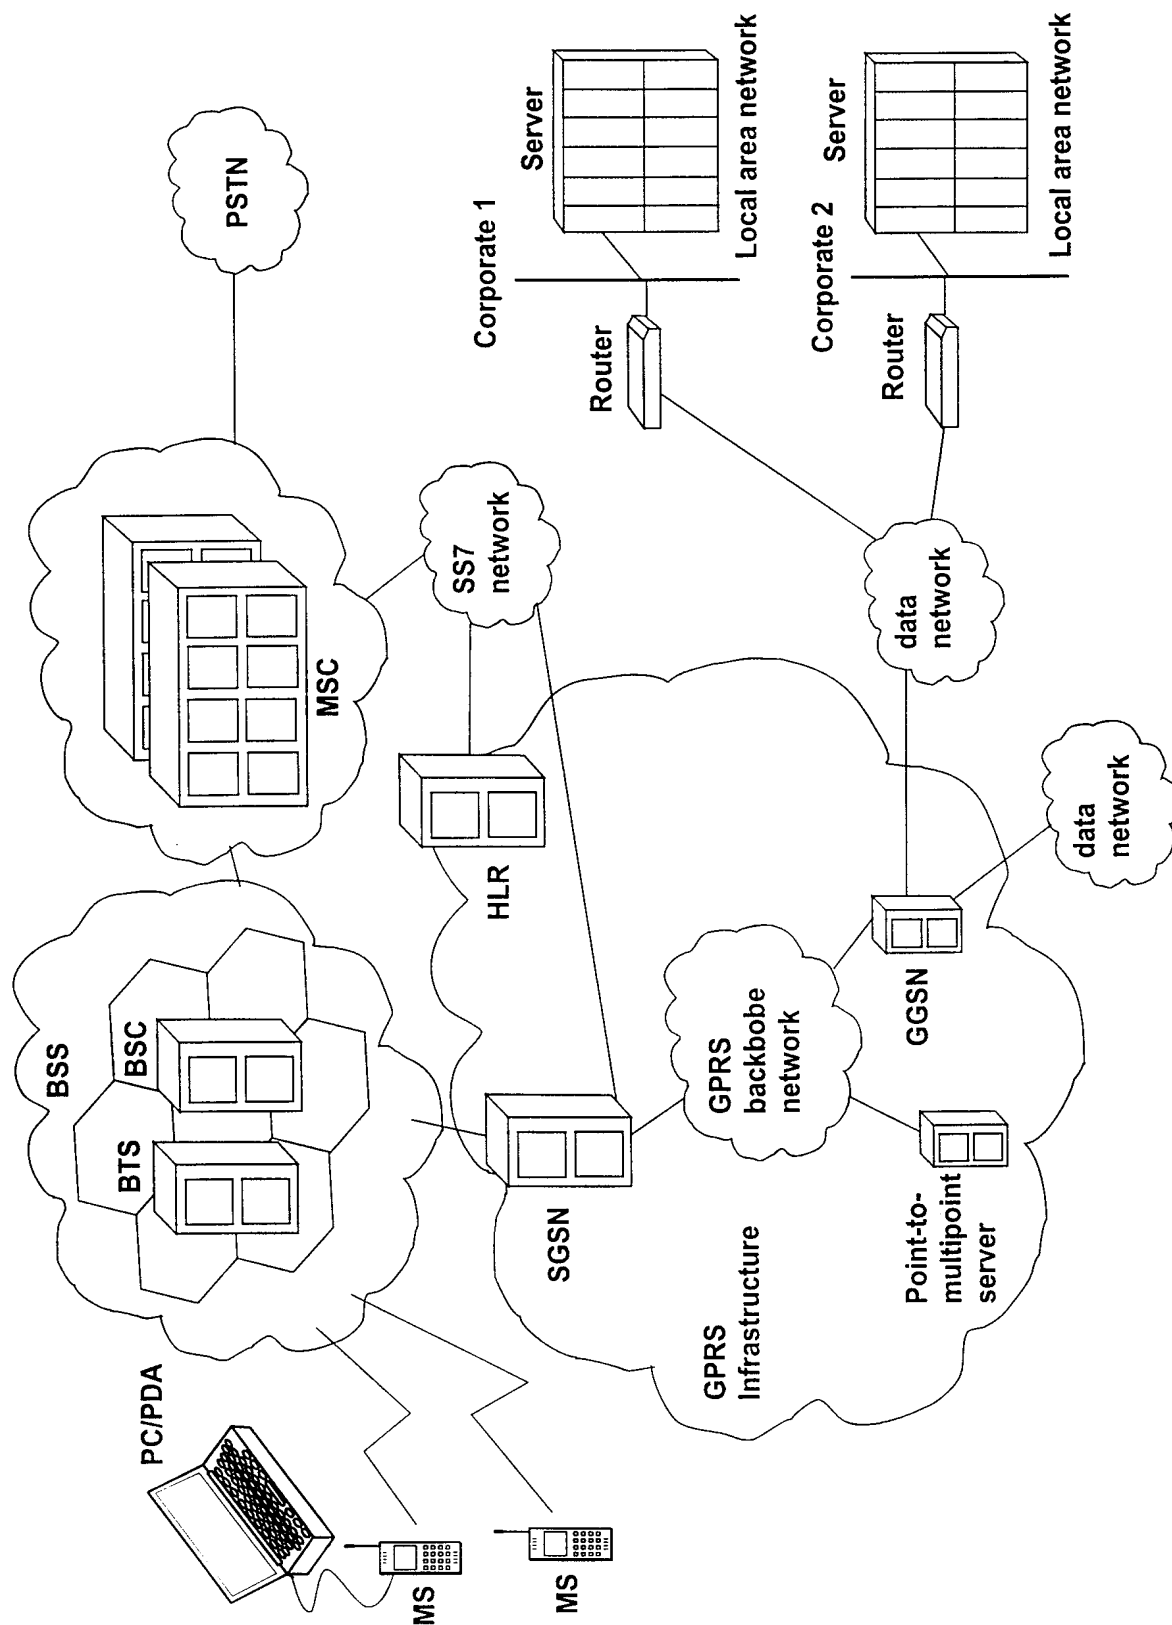 PC/PDA
MS
MS
BSS
BTS
BSC
MSC
PSTN
SS7
network
HLR
SGSN
GPRS
Infrastructure
GPRS
backbobe
network
Point-to-
multipoint
server
GGSN
data
network
data
network
Corporate 1
Router
Server
Local area network
Corporate 2
Router
Server
Local area network